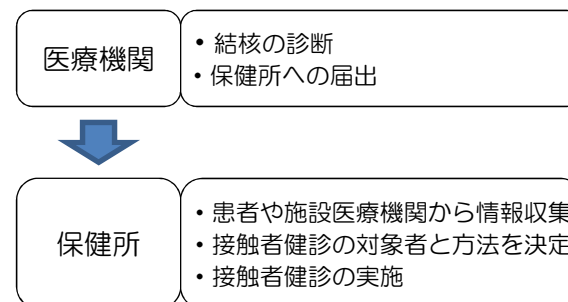 医療機関
• 結核の診断
• 保健所への届出
保健所
• 患者や施設医療機関から情報収集
• 接触者健診の対象者と方法を決定
• 接触者健診の実施